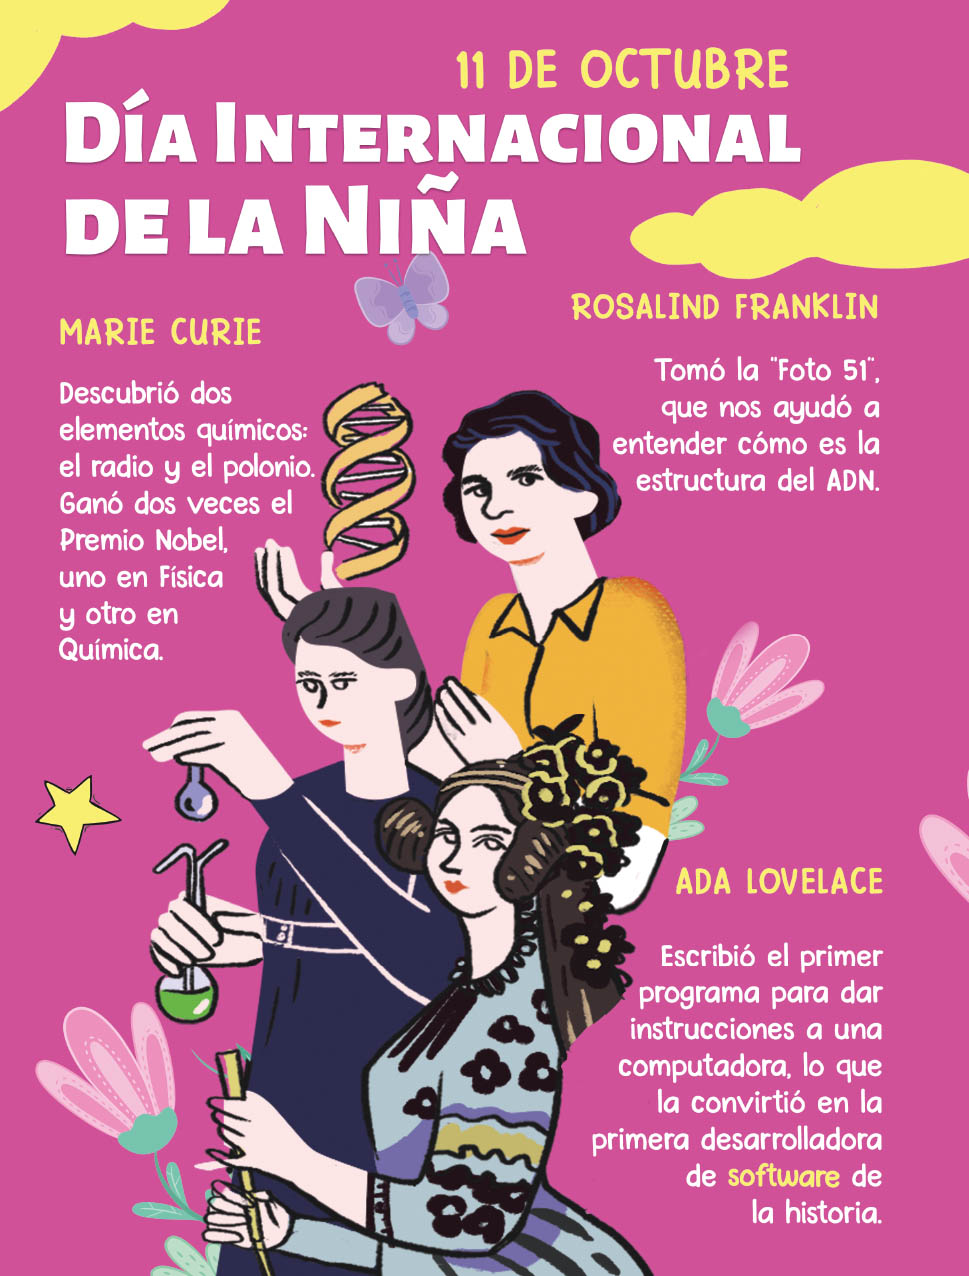 11 DE OCTUBRE
DÍA INTERNACIONAL
DE LA NIÑA
MARIE CURIE
Descubrió dos
elementos químicos:
el radio y el polonio.
Ganó dos veces el
Premio Nobel,
uno en Física
y otro en
Química.
ROSALIND FRANKLIN
Tomó la "Foto 51",
que nos ayudó a
entender cómo es la
estructura del ADN.
ADA LOVELACE
Escribió el primer
programa para dar
instrucciones a una
computadora, lo que
la convirtió en la
primera desarrolladora
de software de
la historia.